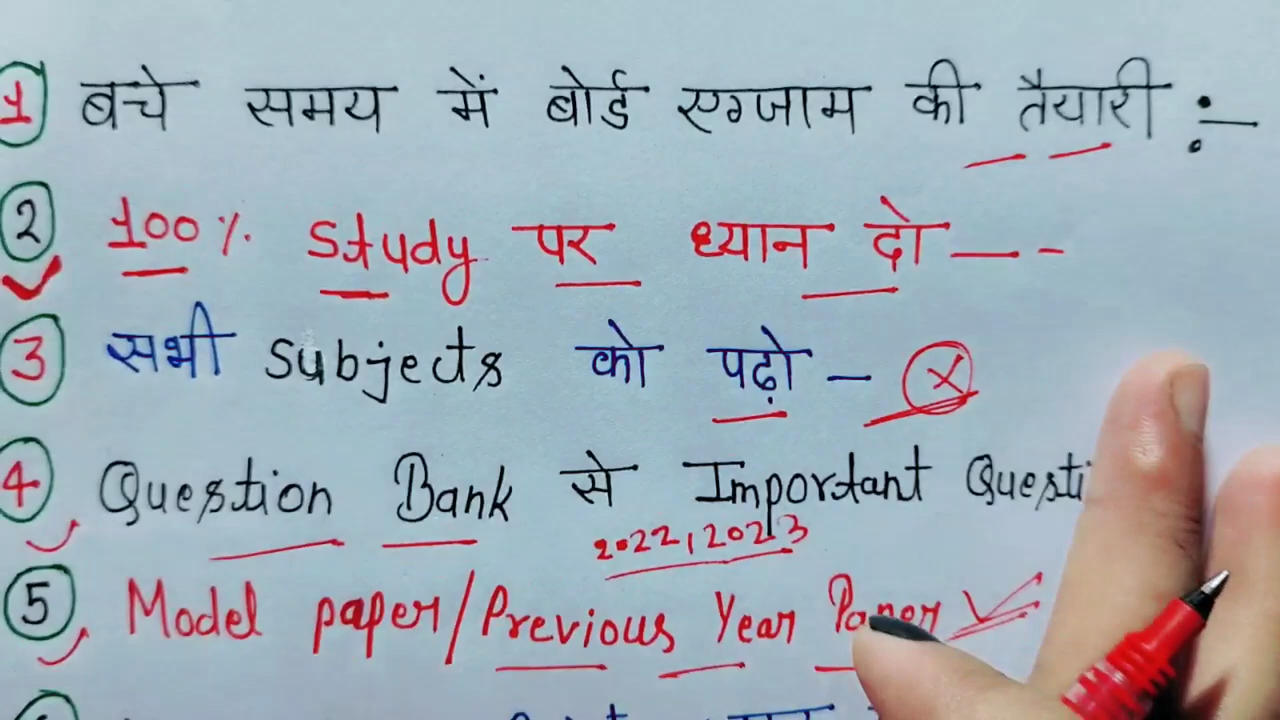 1 बचे समय में बोर्ड एग्जाम की तैयारी :-
2 100% Study पर ध्यान दो - - -
3 सभी Subjects को पढ़ो - X
4 Question Bank से Important
2022, 2023
5 Model paper/Previous Year Paper